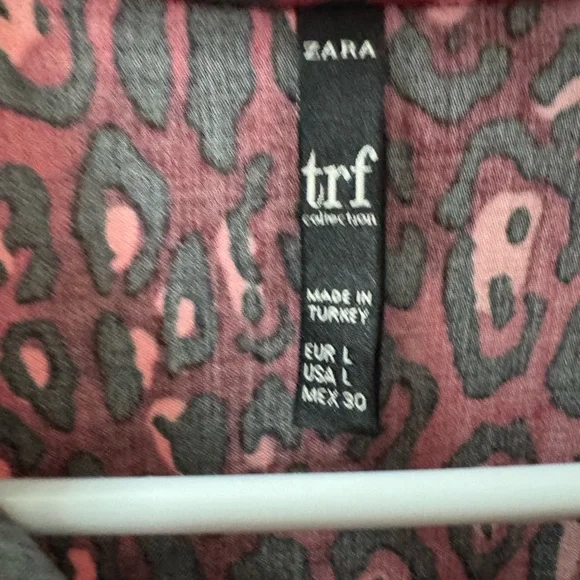 ZARA
trf
collection
MADE IN
TURKEY
EUR L
USA L
MEX 30